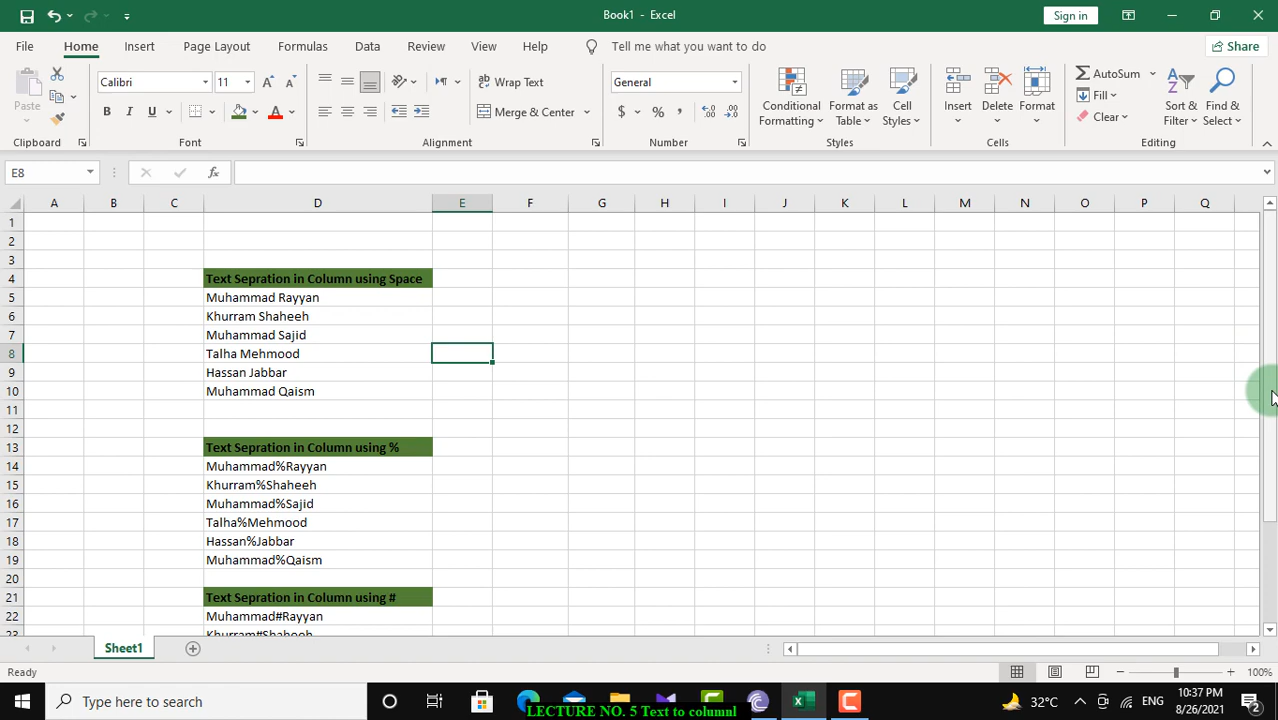 Book1 - Excel
Sign in
File Home Insert Page Layout Formulas Data Review View Help Tell me what you want to do Share
Paste
Calibri 11
Wrap Text
General
B I U
Merge & Center
$ %
Conditional Formatting
Format as Table
Cell Styles
Insert
Delete
Format
AutoSum
Fill
Clear
Sort & Filter
Find & Select
Clipboard Font Alignment Number Styles Cells Editing
E8 fx
A B C D E F G H I J K L M N O P Q
1
2
3
4 Text Sepration in Column using Space
5 Muhammad Rayyan
6 Khurram Shaheeh
7 Muhammad Sajid
8 Talha Mehmood
9 Hassan Jabbar
10 Muhammad Qaism
11
12
13 Text Sepration in Column using %
14 Muhammad%Rayyan
15 Khurram%Shaheeh
16 Muhammad%Sajid
17 Talha%Mehmood
18 Hassan%Jabbar
19 Muhammad%Qaism
20
21 Text Sepration in Column using #
22 Muhammad#Rayyan
23 Khurram#Shaheeh
Sheet1
Ready
100%
Type here to search
32°C
ENG
10:37 PM
8/26/2021
2
LECTURE NO. 5 Text to columnl